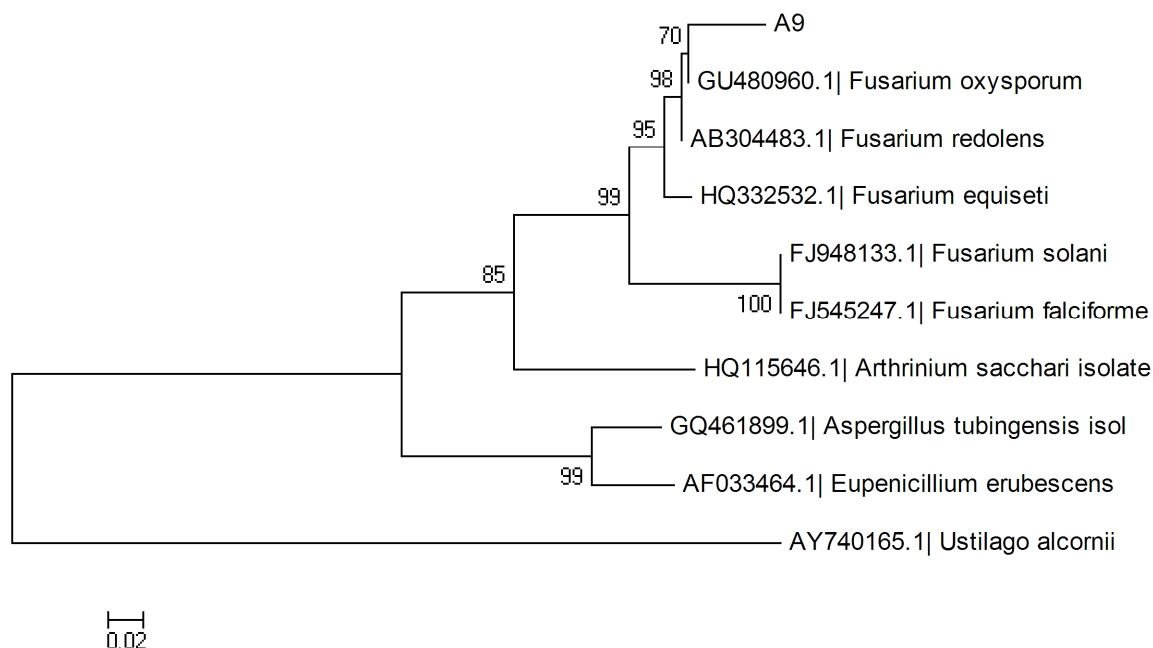 A9
70
GU480960.1| Fusarium oxysporum
98
AB304483.1| Fusarium redolens
95
HQ332532.1| Fusarium equiseti
99
FJ948133.1| Fusarium solani
85
100
FJ545247.1| Fusarium falciforme
HQ115646.1| Arthrinium sacchari isolate
GQ461899.1| Aspergillus tubingensis isol
99
AF033464.1| Eupenicillium erubescens
AY740165.1| Ustilago alcornii
0.02